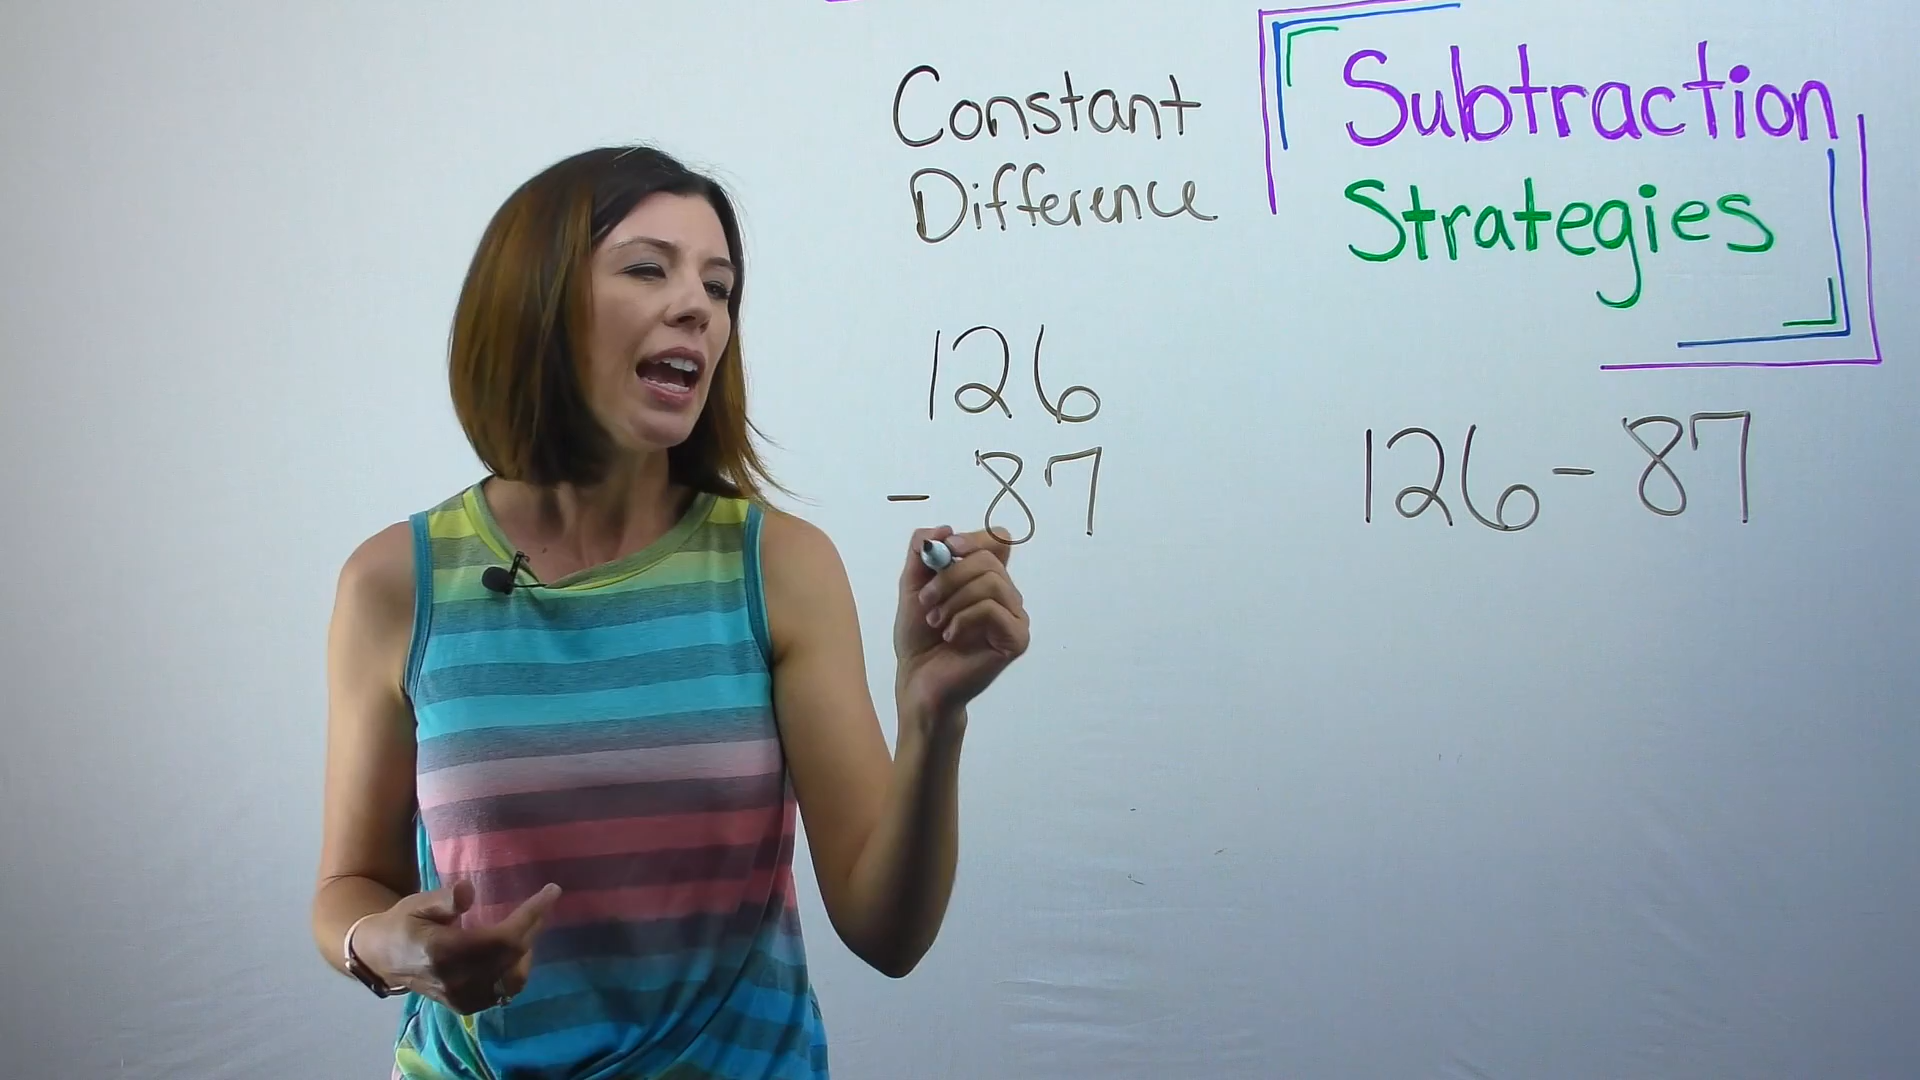 Constant
Difference
126
- 87
Subtraction
Strategies
126 - 87